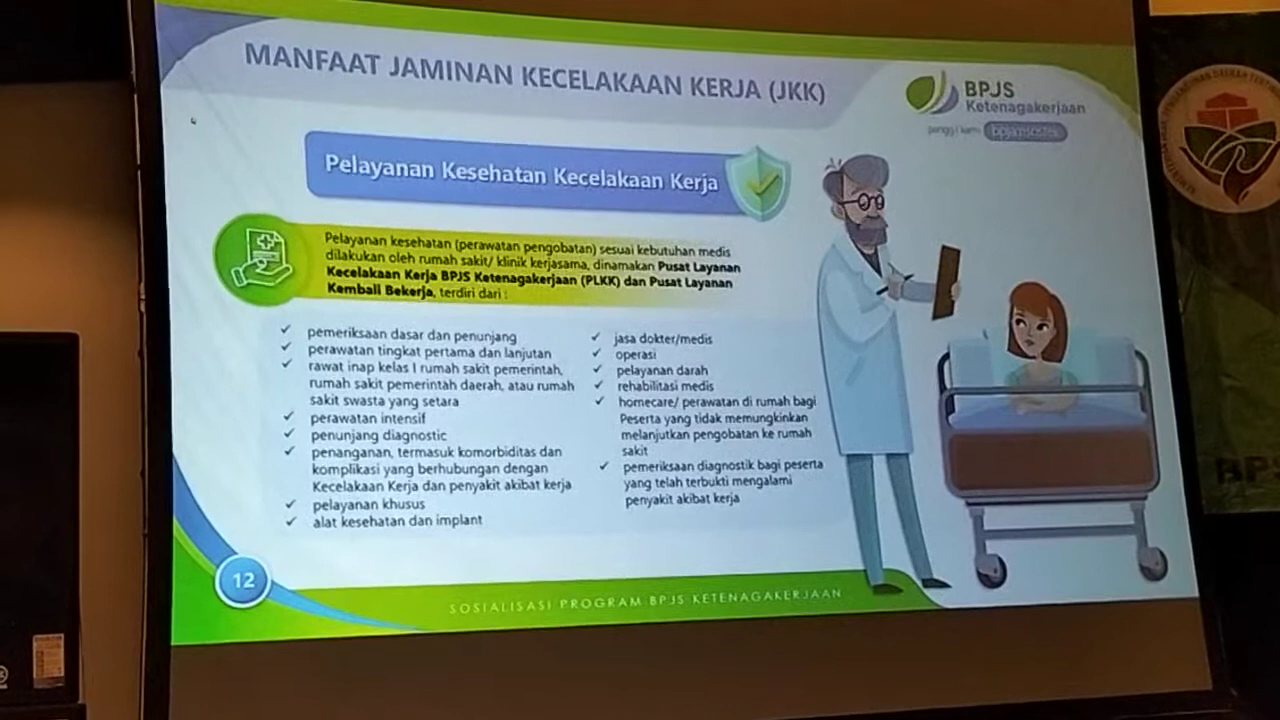 MANFAAT JAMINAN KECELAKAAN KERJA (JKK)
BPJS
Ketenagakerjaan
Pelayanan Kesehatan Kecelakaan Kerja
Pelayanan kesehatan (perawatan pengobatan) sesuai kebutuhan medis
dilakukan oleh rumah sakit/ klinik kerjasama, dinamakan Pusat Layanan
Kecelakaan Kerja BPJS Ketenagakerjaan (PLKK) dan Pusat Layanan
Kembali Bekerja, terdiri dari :
✓ pemeriksaan dasar dan penunjang
✓ perawatan tingkat pertama dan lanjutan
✓ rawat inap kelas I rumah sakit pemerintah,
rumah sakit pemerintah daerah, atau rumah
sakit swasta yang setara
✓ perawatan intensif
✓ penunjang diagnostic
✓ penanganan, termasuk komorbiditas dan
komplikasi yang berhubungan dengan
Kecelakaan Kerja dan penyakit akibat kerja
✓ pelayanan khusus
✓ alat kesehatan dan implant
✓ jasa dokter/medis
✓ operasi
✓ pelayanan darah
✓ rehabilitasi medis
✓ homecare/ perawatan di rumah bagi
Peserta yang tidak memungkinkan
melanjutkan pengobatan ke rumah
sakit
✓ pemeriksaan diagnostik bagi peserta
yang telah terbukti mengalami
penyakit akibat kerja
12
SOSIALISASI PROGRAM BPJS KETENAGAKERJAAN